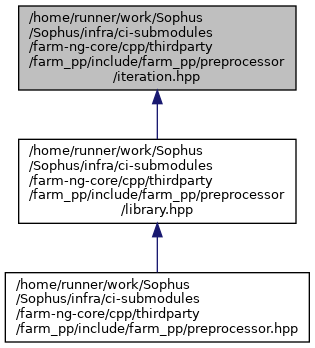 /home/runner/work/Sophus
/Sophus/infra/ci-submodules
/farm-ng-core/cpp/thirdparty
/farm_pp/include/farm_pp/preprocessor
/iteration.hpp
/home/runner/work/Sophus
/Sophus/infra/ci-submodules
/farm-ng-core/cpp/thirdparty
/farm_pp/include/farm_pp/preprocessor
/library.hpp
/home/runner/work/Sophus
/Sophus/infra/ci-submodules
/farm-ng-core/cpp/thirdparty
/farm_pp/include/farm_pp/preprocessor.hpp